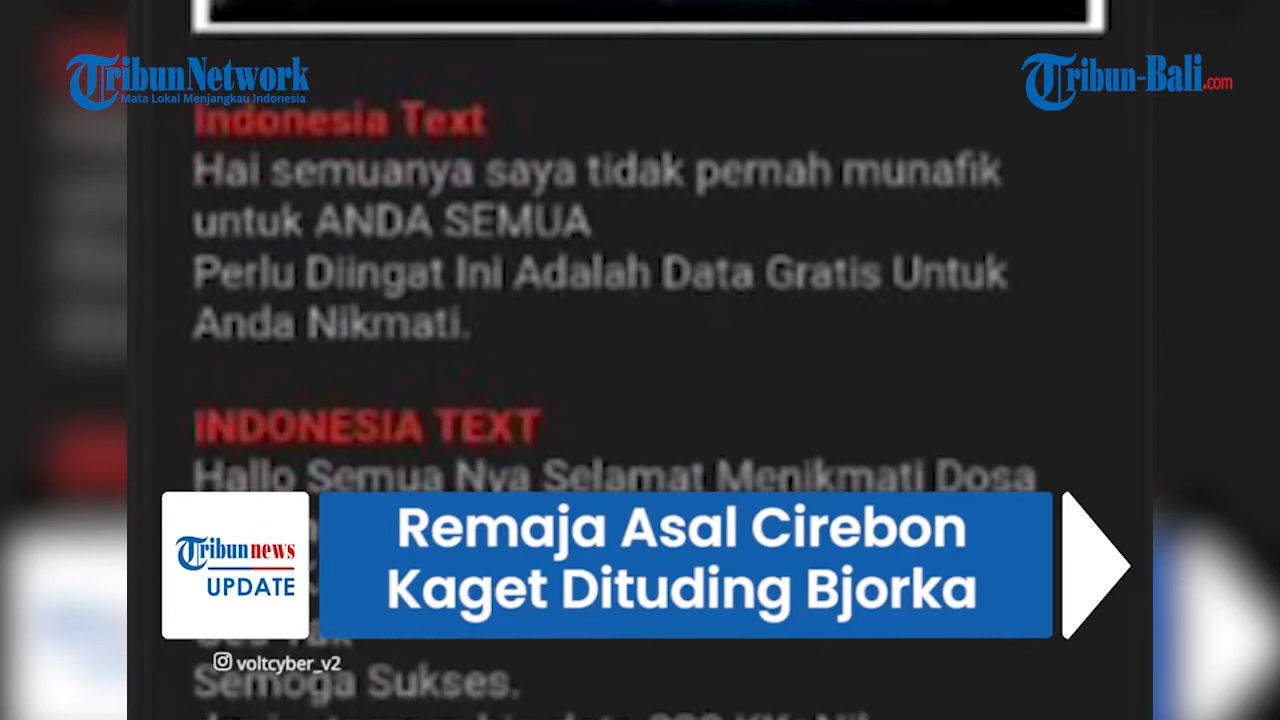 TribunNetwork
Mata Lokal Menjangkau Indonesia
Tribun-Bali.com
Indonesia Text
Hai semuanya saya tidak pernah munafik
untuk ANDA SEMUA
Perlu Diingat Ini Adalah Data Gratis Untuk
Anda Nikmati.
INDONESIA TEXT
Hallo Semua Nya Selamat Menikmati Dosa
Tribunnews
UPDATE
Remaja Asal Cirebon
Kaget Dituding Bjorka
voltcyber_v2
Semoga Sukses.